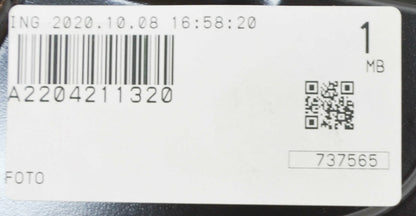 ING 2020.10.08 16:58:20
1
MB
A2204211320
737565
FOTO